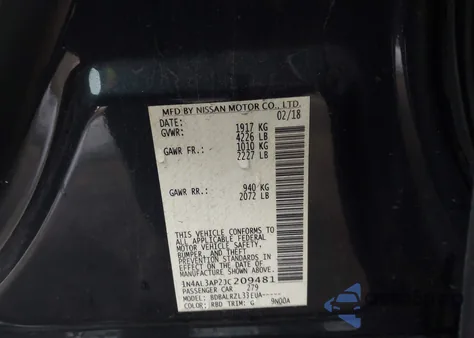 MFD BY NISSAN MOTOR CO., LTD.
DATE: 02/18
GVWR: 1917 KG
4226 LB
GAWR FR.: 1010 KG
2227 LB
GAWR RR.: 940 KG
2072 LB
THIS VEHICLE CONFORMS TO
ALL APPLICABLE FEDERAL
MOTOR VEHICLE SAFETY,
BUMPER, AND THEFT
PREVENTION STANDARDS
IN EFFECT ON THE DATE OF
MANUFACTURE SHOWN ABOVE.
1N4AL3AP2JC209481
PASSENGER CAR 279
MODEL: BDBALRZL33EUA-----
COLOR: RBD TRIM: G 9N00A